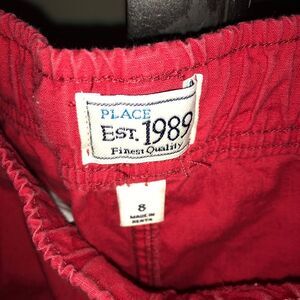 PLACE
EST. 1989
Finest Quality
8
MADE IN
KENYA